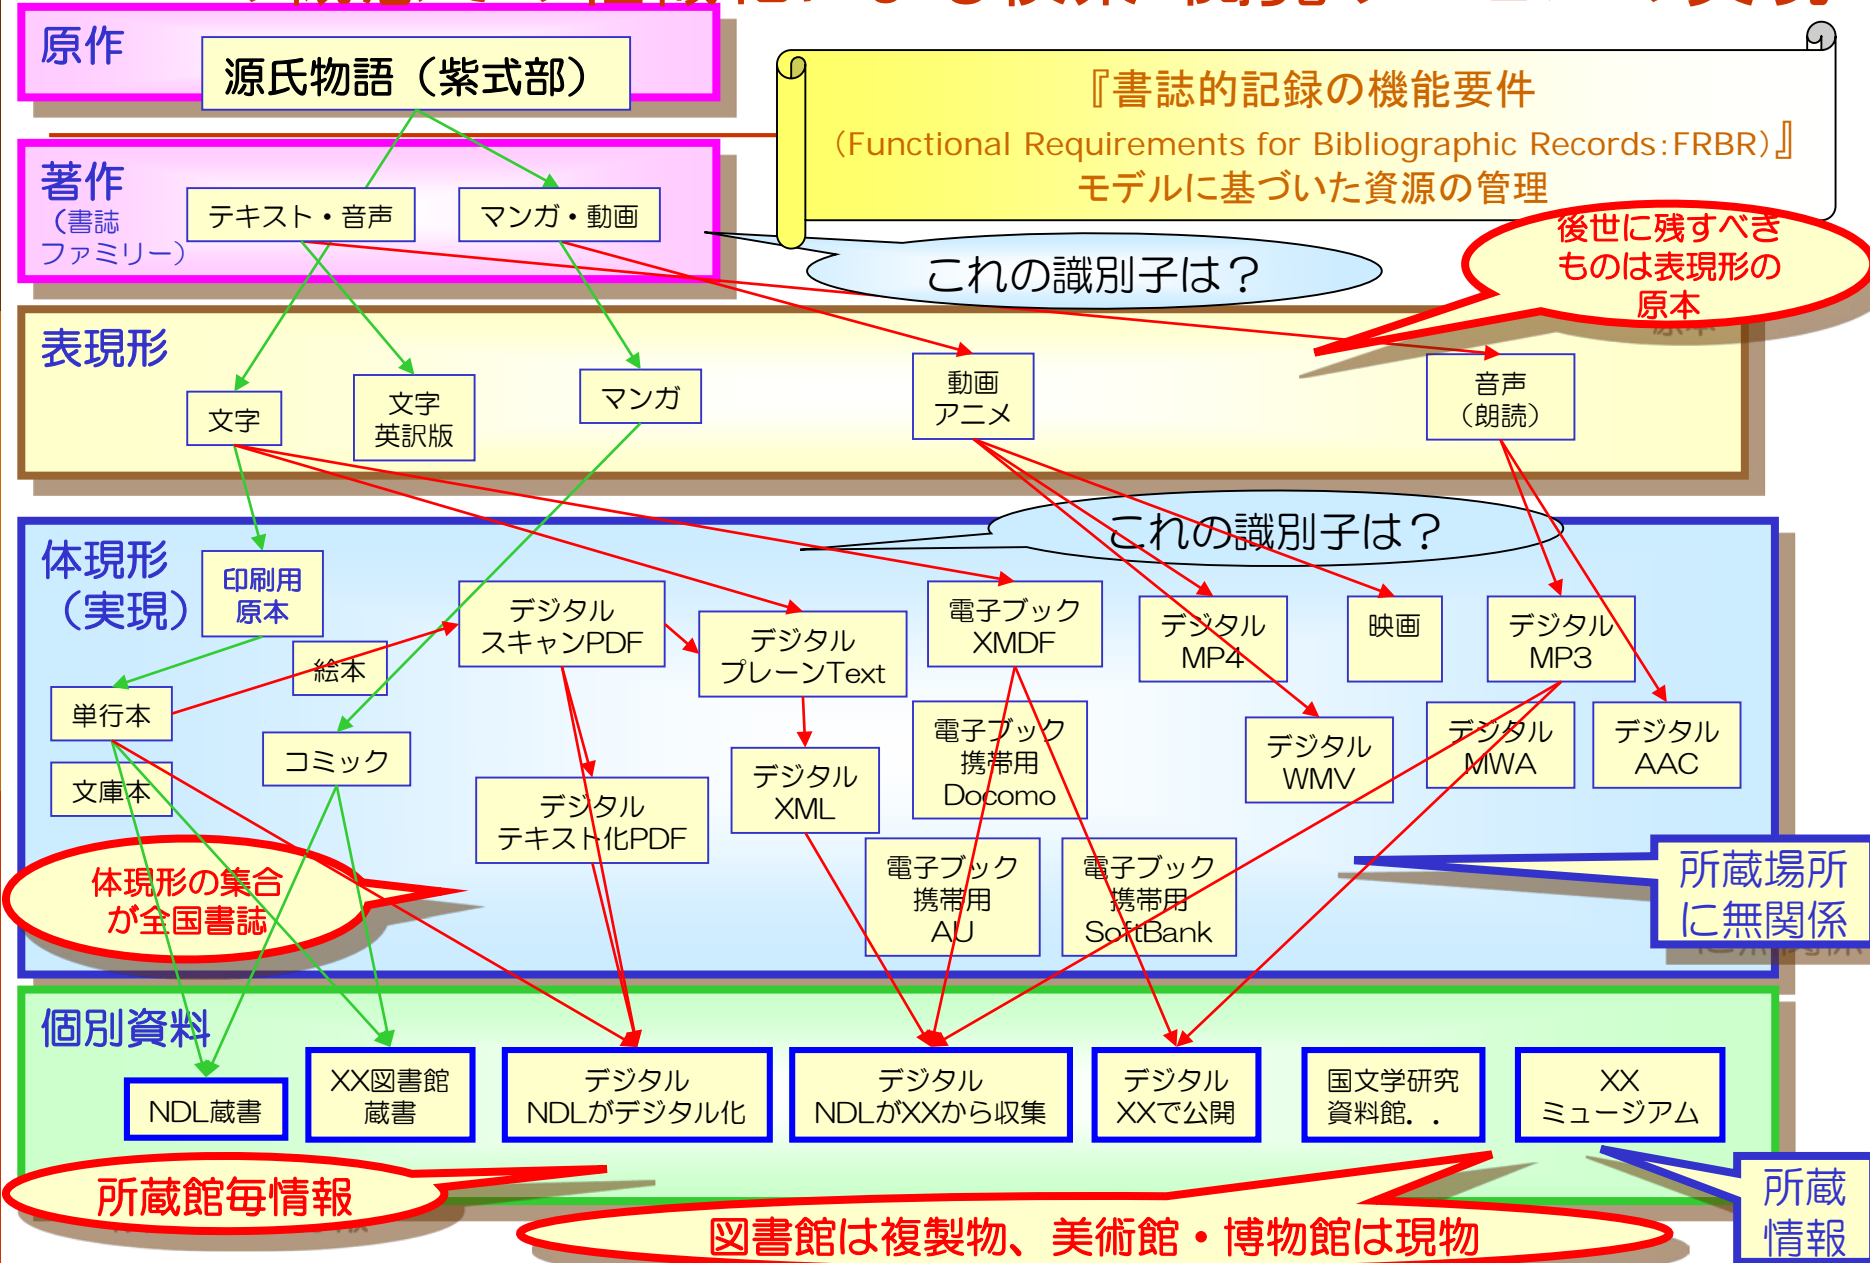 原作
源氏物語（紫式部）
『書誌的記録の機能要件
（Functional Requirements for Bibliographic Records：FRBR）』
モデルに基づいた資源の管理
著作
（書誌
ファミリー）
テキスト・音声
マンガ・動画
これの識別子は？
後世に残すべき
ものは表現形の
原本
表現形
文字
文字
英訳版
マンガ
動画
アニメ
音声
（朗読）
これの識別子は？
体現形
（実現）
印刷用
原本
絵本
単行本
文庫本
コミック
デジタル
スキャンPDF
デジタル
テキスト化PDF
デジタル
プレーンText
デジタル
XML
電子ブック
XMDF
電子ブック
携帯用
Docomo
電子ブック
携帯用
AU
電子ブック
携帯用
SoftBank
デジタル
MP4
デジタル
WMV
映画
デジタル
MP3
デジタル
MWA
デジタル
AAC
体現形の集合
が全国書誌
所蔵場所
に無関係
個別資料
NDL蔵書
XX図書館
蔵書
デジタル
NDLがデジタル化
デジタル
NDLがXXから収集
デジタル
XXで公開
国文学研究
資料館．．
XX
ミュージアム
所蔵館毎情報
図書館は複製物、美術館・博物館は現物
所蔵
情報